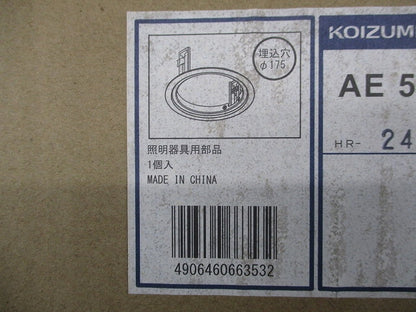 埋込穴
φ175
KOIZUM
AE 5
照明器具用部品
HR- 24
1個入
MADE IN CHINA
4906460663532